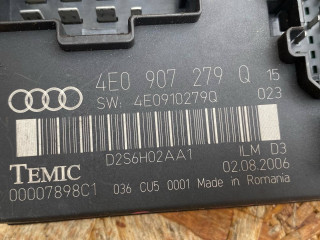 4E0 907 279 Q 15
SW: 4E0910279Q 023
D2S6H02AA1 ILM D3
TEMIC 02.08.2006
00007898C1 036 CU5 0001 Made in Romania